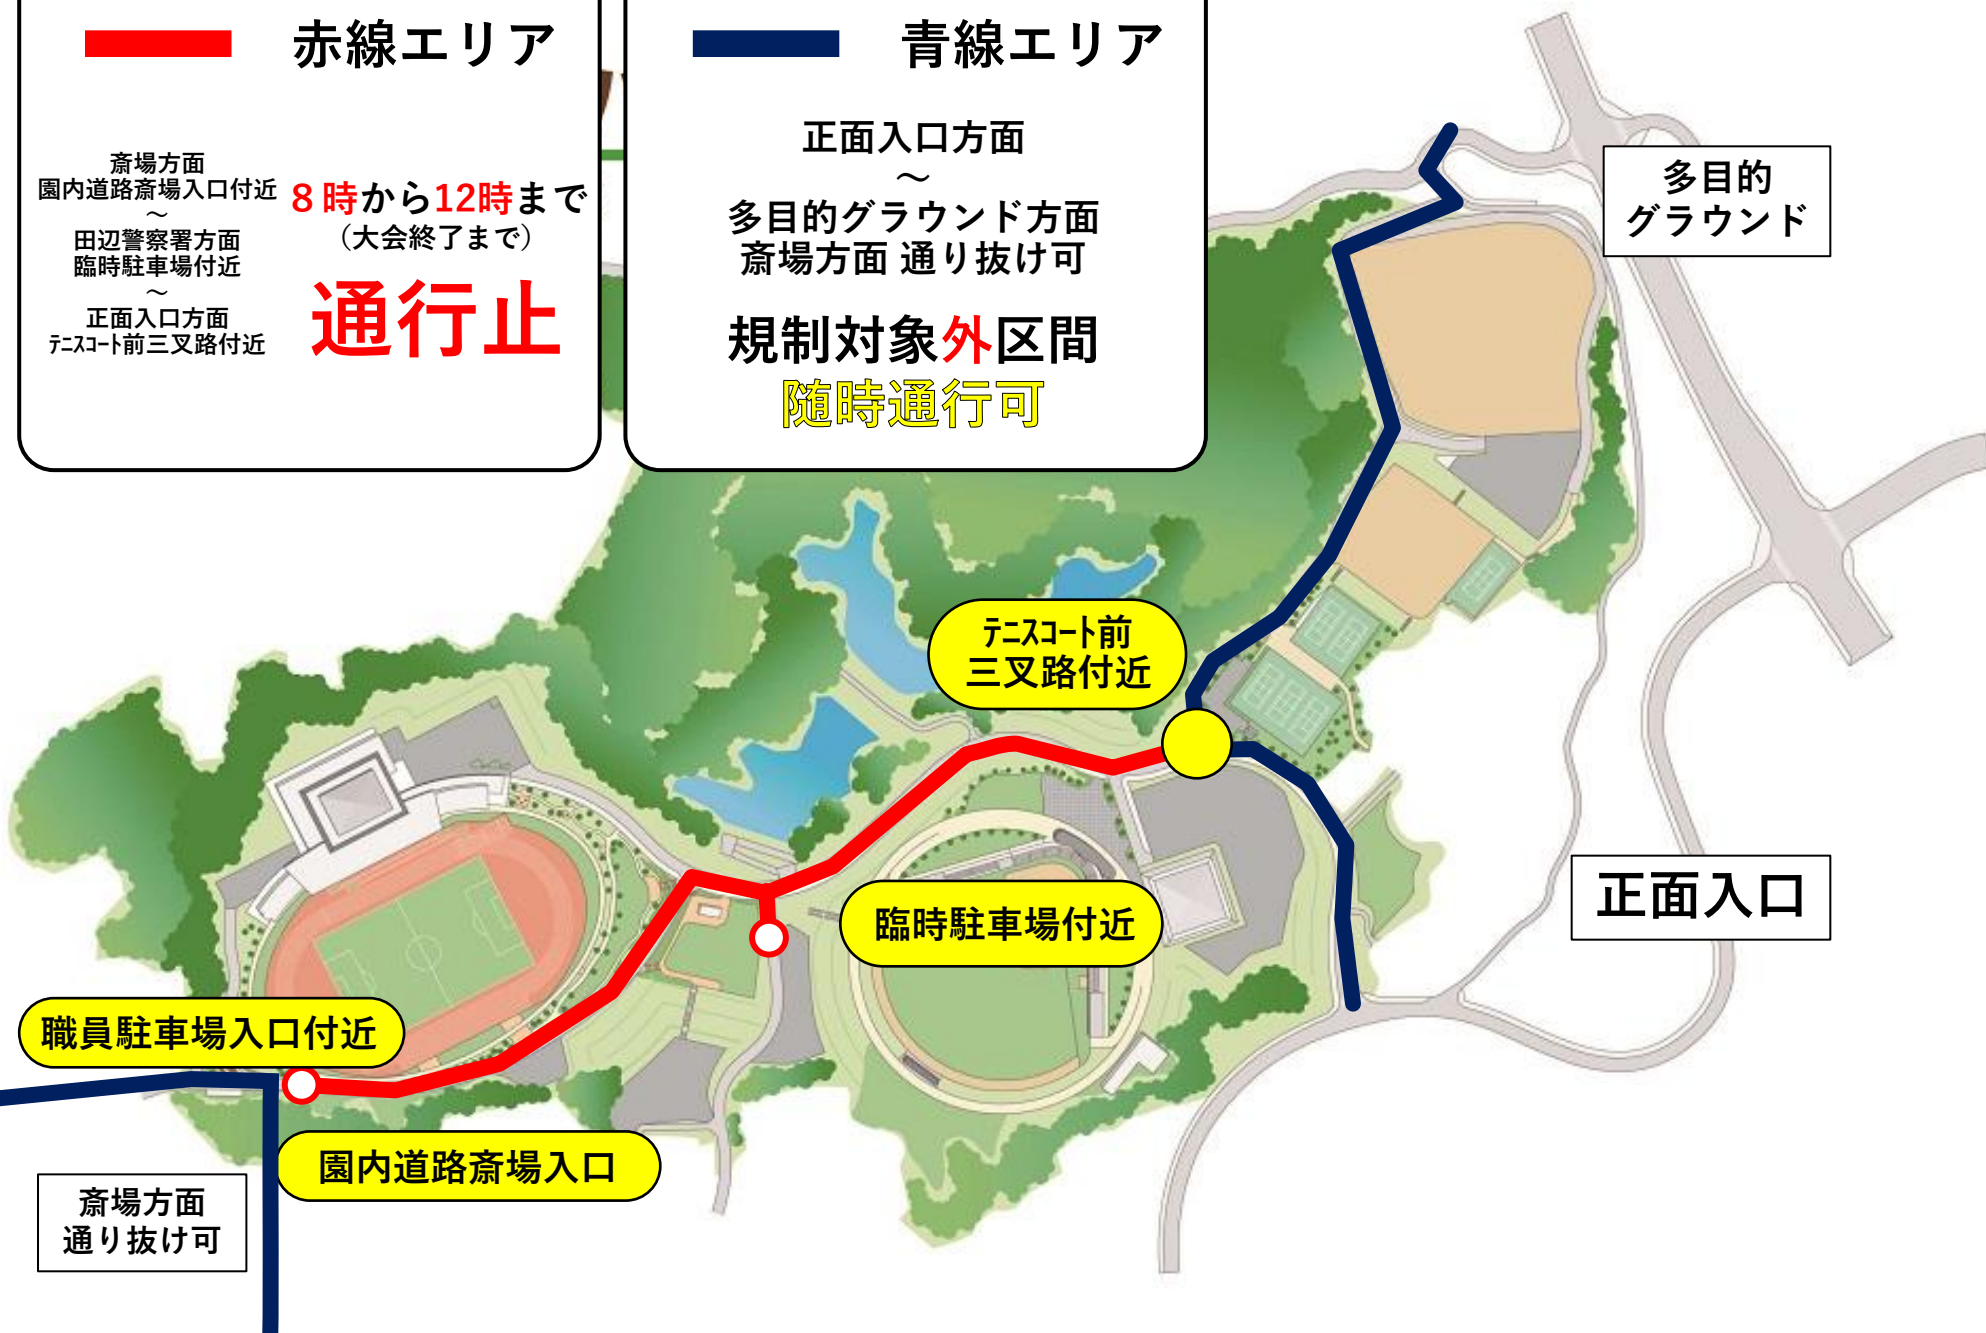 赤線エリア
斎場方面
園内道路斎場入口付近
～
田辺警察署方面
臨時駐車場付近
～
正面入口方面
ﾃﾆｽｺｰﾄ前三叉路付近
８時から12時まで
（大会終了まで）
通行止
青線エリア
正面入口方面
～
多目的グラウンド方面
斎場方面 通り抜け可
規制対象外区間
随時通行可
多目的
グラウンド
ﾃﾆｽｺｰﾄ前
三叉路付近
正面入口
臨時駐車場付近
職員駐車場入口付近
園内道路斎場入口
斎場方面
通り抜け可